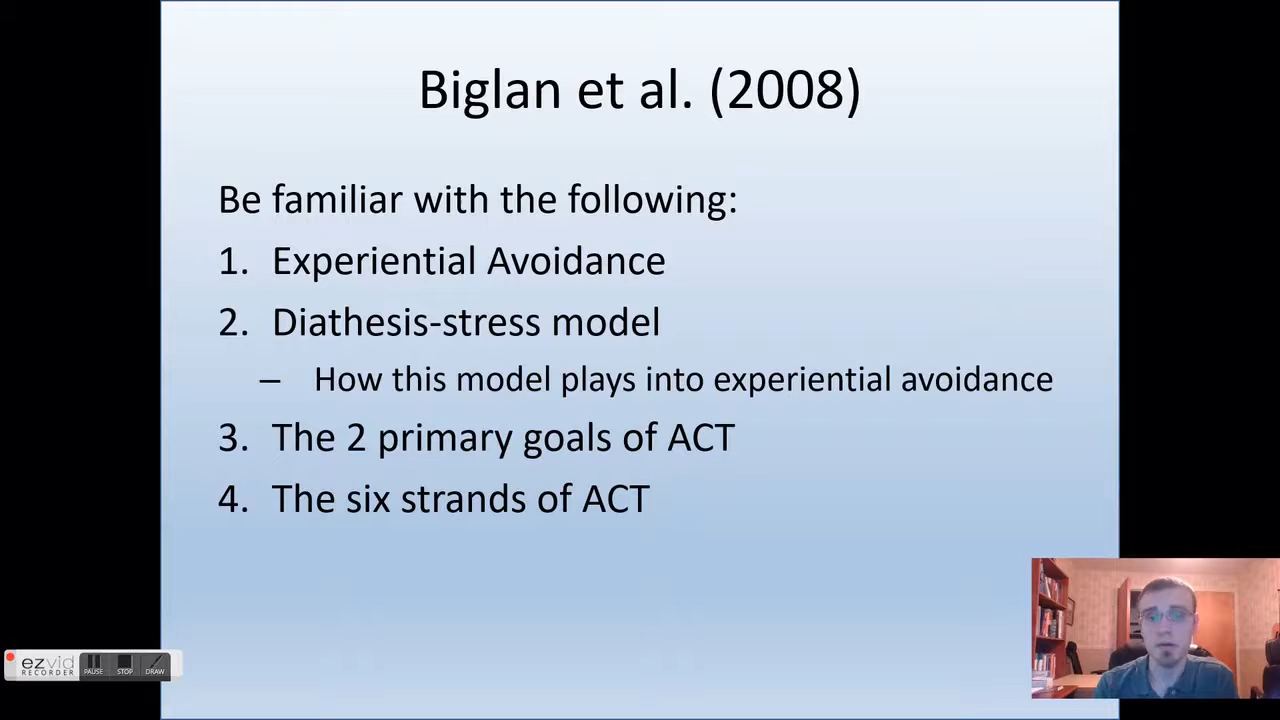 Biglan et al. (2008)
Be familiar with the following:
1. Experiential Avoidance
2. Diathesis-stress model
– How this model plays into experiential avoidance
3. The 2 primary goals of ACT
4. The six strands of ACT
ezvid
RECORDER
PAUSE STOP DRAW